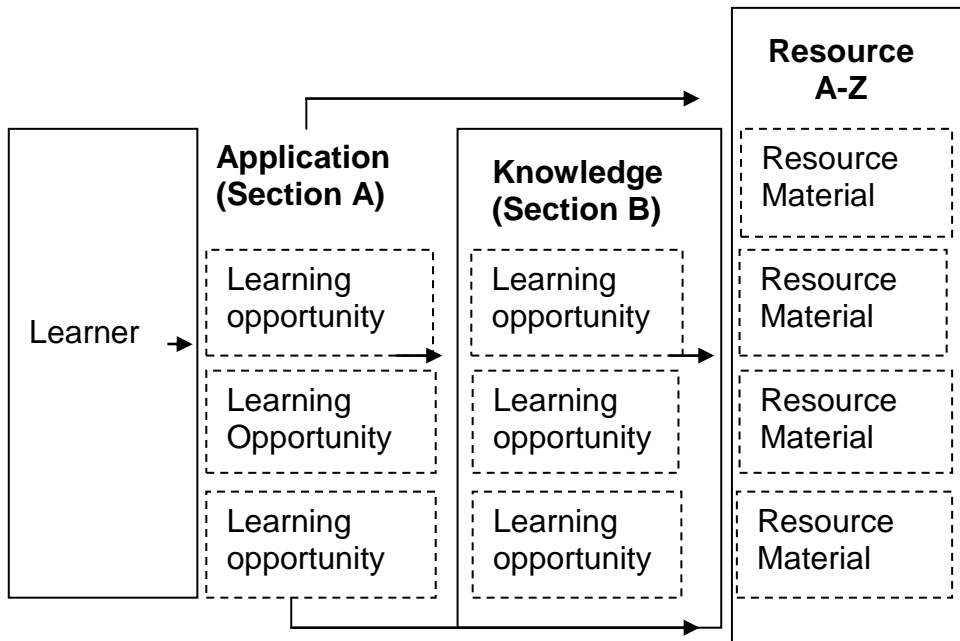 Learner
Application
(Section A)
Learning
opportunity
Learning
Opportunity
Learning
opportunity
Knowledge
(Section B)
Learning
opportunity
Learning
opportunity
Learning
opportunity
Resource
A-Z
Resource
Material
Resource
Material
Resource
Material
Resource
Material